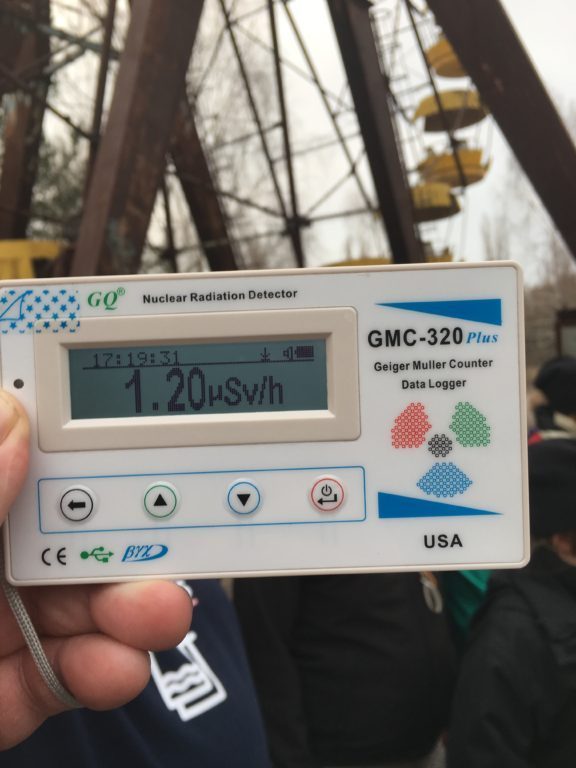 GQ® Nuclear Radiation Detector
17:19:31
1.20µSv/h
GMC-320 Plus
Geiger Muller Counter
Data Logger
CE βγχ
USA